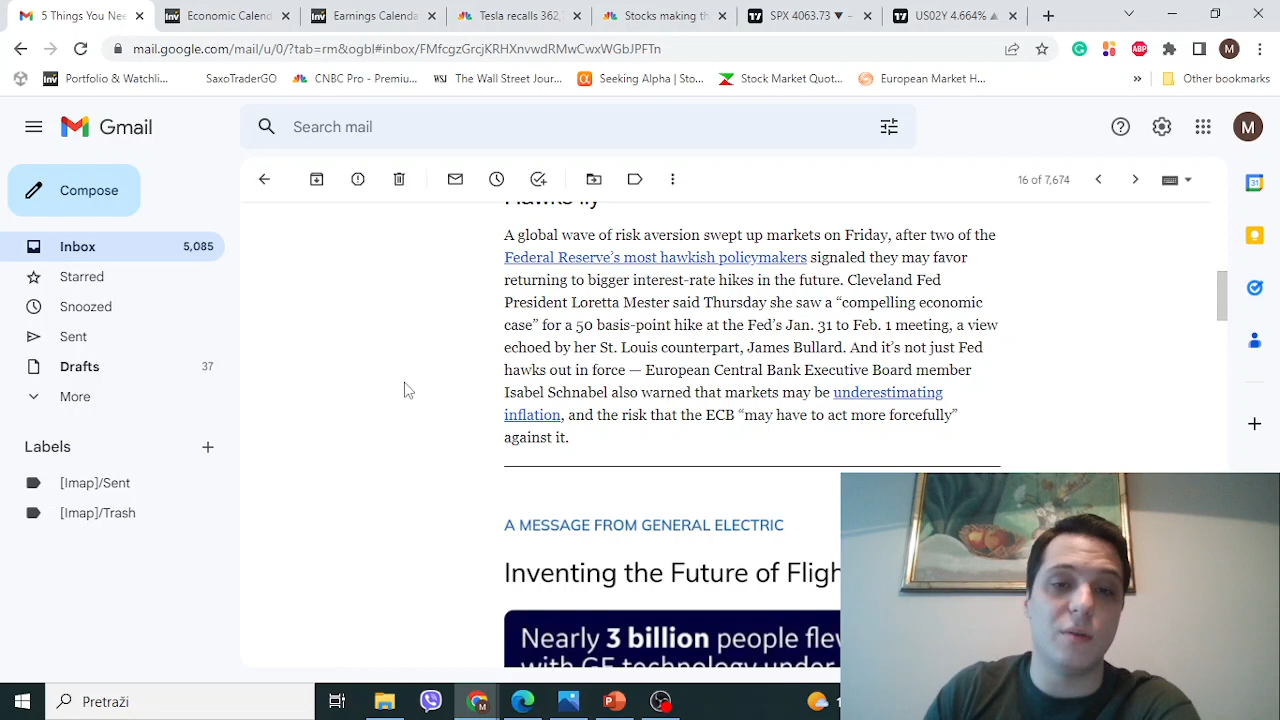 5 Things You Nee
Economic Calend
Earnings Calenda
Tesla recalls 362,
Stocks making th
SPX 4063.73 ▼ −
US02Y 4.664% ▲
mail.google.com/mail/u/0/?tab=rm&ogbl#inbox/FMfcgzGrcjKRHXnvwdRMwCwxWGbJPFTn
M
Inv Portfolio & Watchli...
SaxoTraderGO
CNBC Pro - Premiu...
WSJ The Wall Street Jour...
α Seeking Alpha | Sto...
Stock Market Quot...
European Market H...
»
Other bookmarks
Gmail
Search mail
M
Compose
16 of 7,674
Inbox 5,085
Starred
Snoozed
Sent
Drafts 37
More
Labels
[Imap]/Sent
[Imap]/Trash
Hawks fly
A global wave of risk aversion swept up markets on Friday, after two of the
Federal Reserve’s most hawkish policymakers signaled they may favor
returning to bigger interest-rate hikes in the future. Cleveland Fed
President Loretta Mester said Thursday she saw a “compelling economic
case” for a 50 basis-point hike at the Fed’s Jan. 31 to Feb. 1 meeting, a view
echoed by her St. Louis counterpart, James Bullard. And it’s not just Fed
hawks out in force — European Central Bank Executive Board member
Isabel Schnabel also warned that markets may be underestimating
inflation, and the risk that the ECB “may have to act more forcefully”
against it.
A MESSAGE FROM GENERAL ELECTRIC
Inventing the Future of Fligh
Nearly 3 billion people flew
with GE technology under
Pretraži